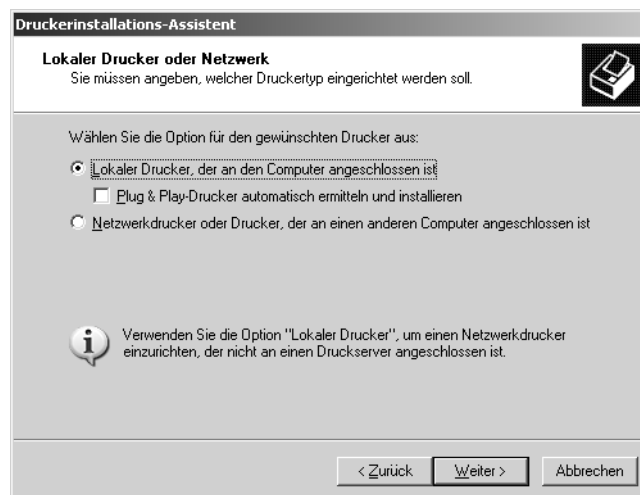 Druckerinstallations-Assistent
Lokaler Drucker oder Netzwerk
Sie müssen angeben, welcher Druckertyp eingerichtet werden soll.
Wählen Sie die Option für den gewünschten Drucker aus:
Lokaler Drucker, der an den Computer angeschlossen ist
Plug & Play-Drucker automatisch ermitteln und installieren
Netzwerkdrucker oder Drucker, der an einen anderen Computer angeschlossen ist
Verwenden Sie die Option "Lokaler Drucker", um einen Netzwerkdrucker
einzurichten, der nicht an einen Druckserver angeschlossen ist.
< Zurück Weiter > Abbrechen